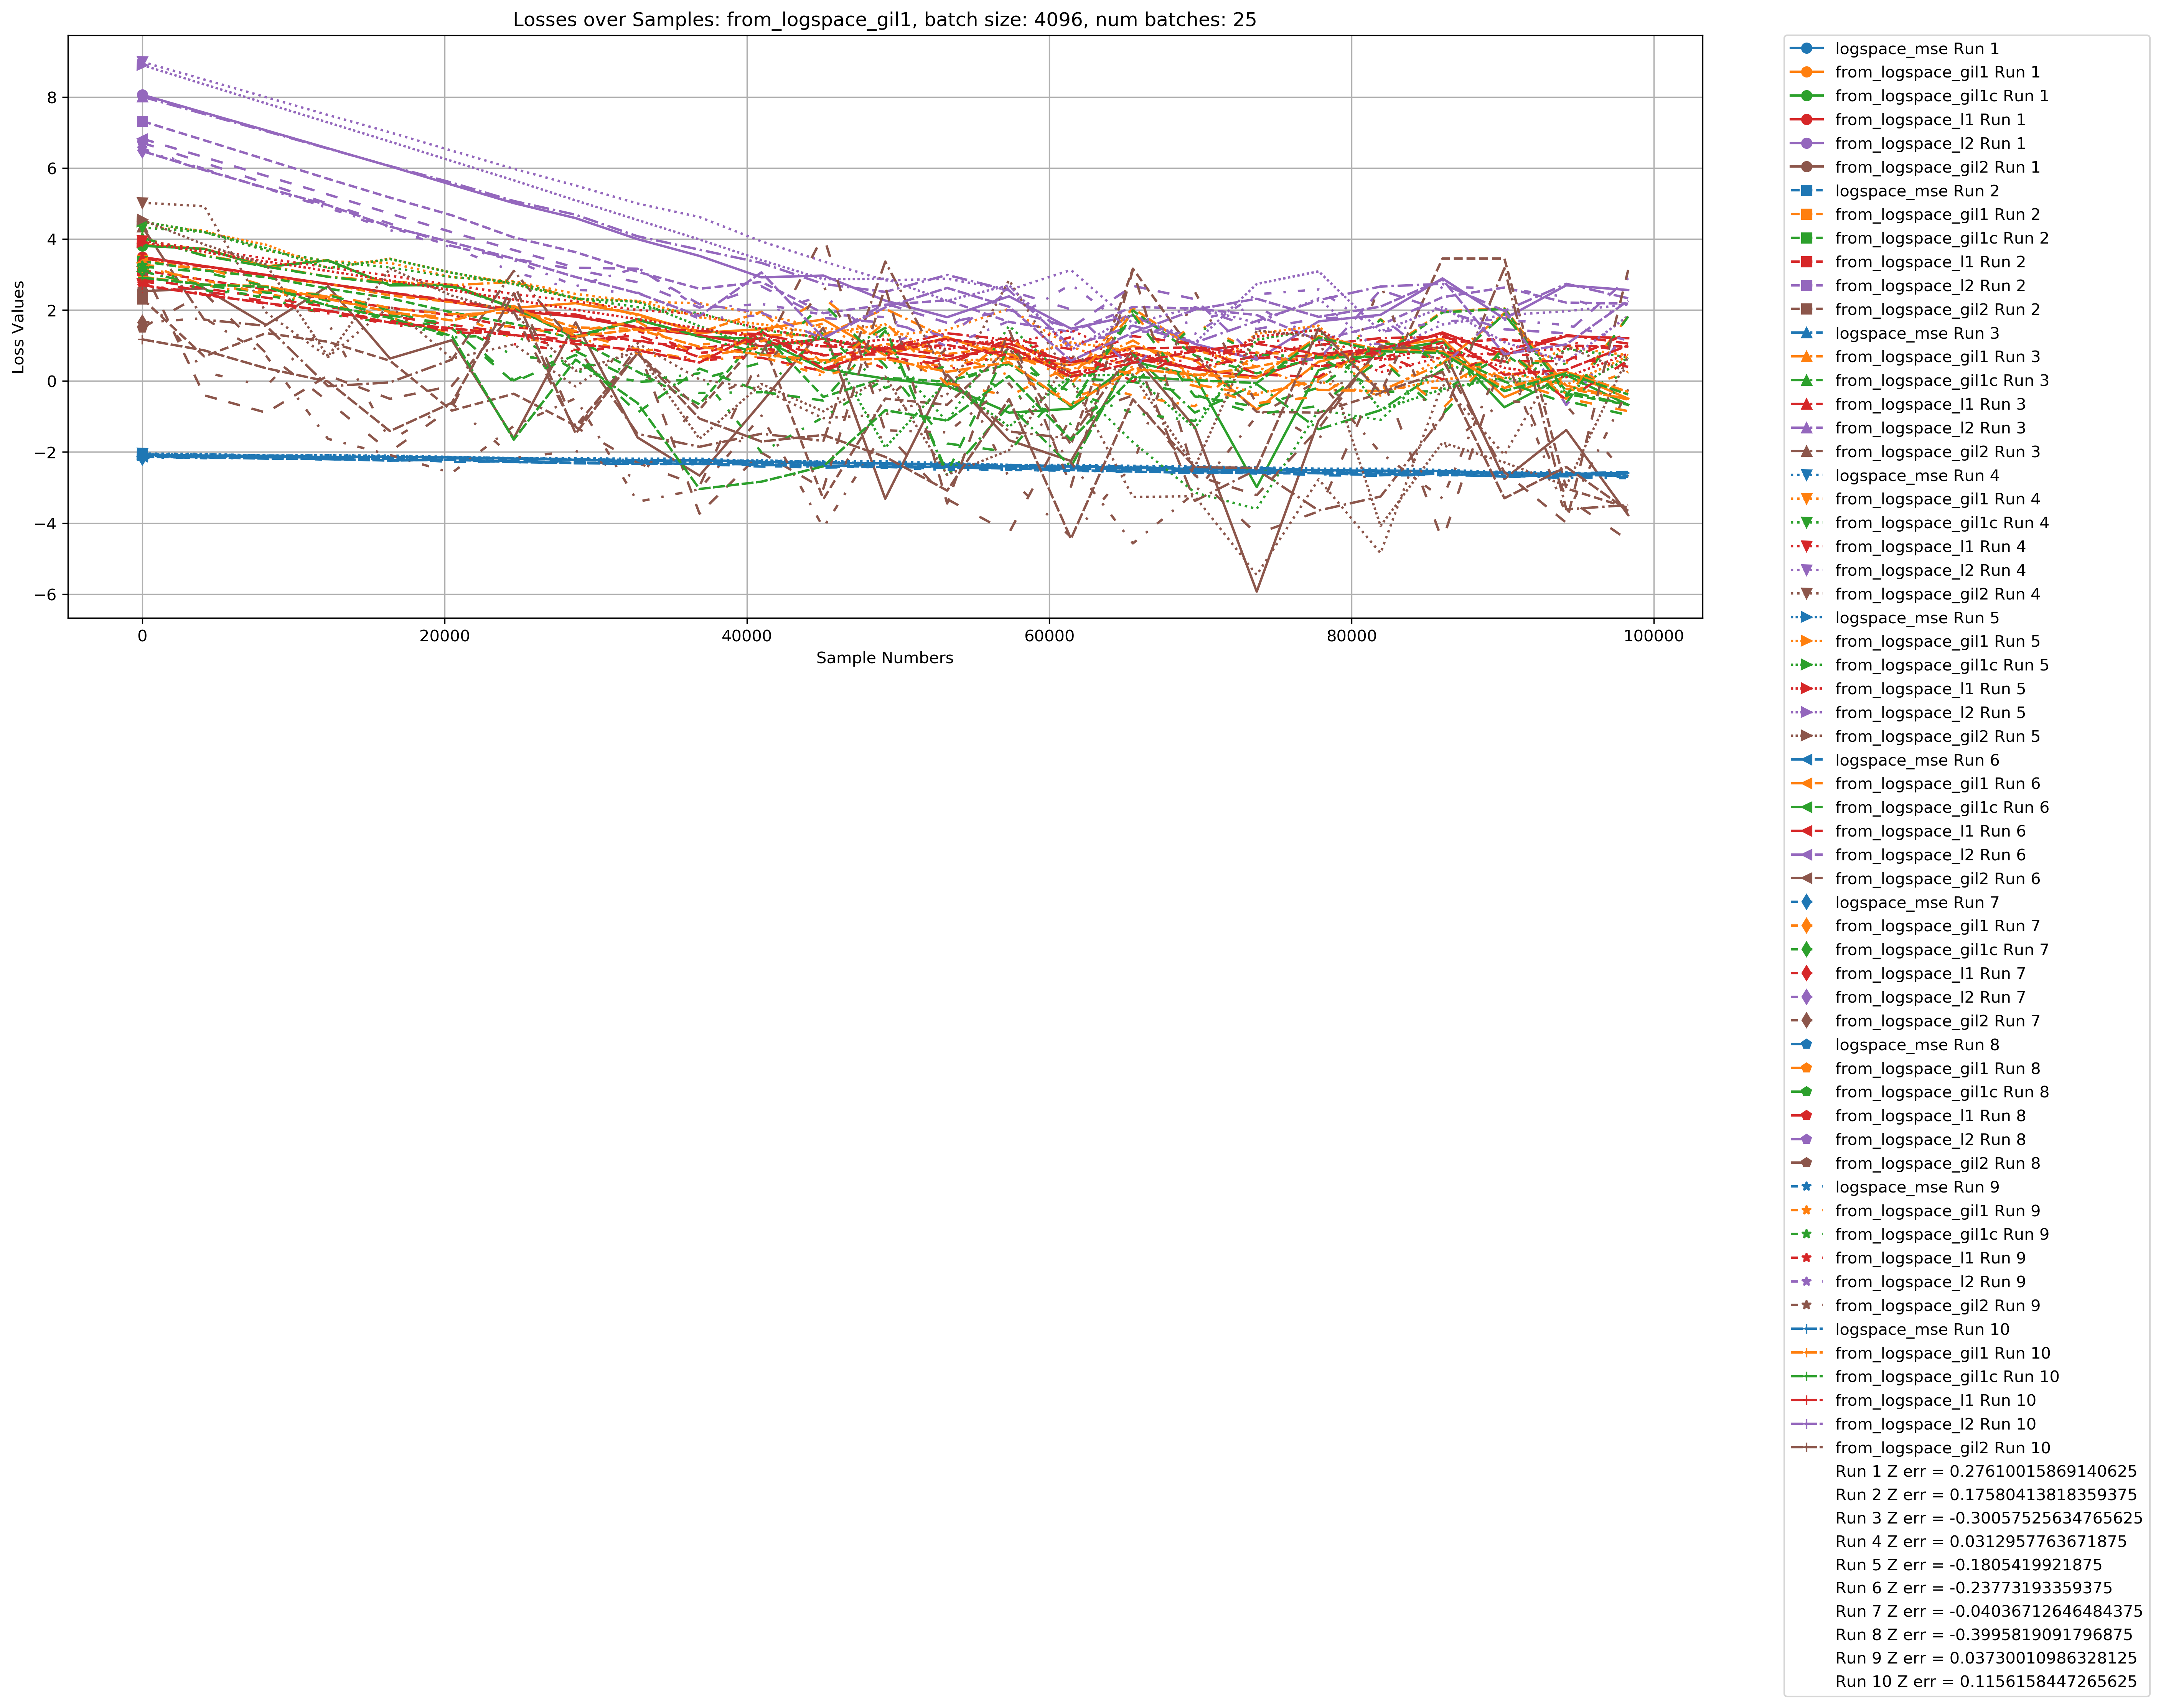 Losses over Samples: from_logspace_gil1, batch size: 4096, num batches: 25
Loss Values
8
6
4
2
0
−2
−4
−6
0 20000 40000 60000 80000 100000
Sample Numbers
logspace_mse Run 1
from_logspace_gil1 Run 1
from_logspace_gil1c Run 1
from_logspace_l1 Run 1
from_logspace_l2 Run 1
from_logspace_gil2 Run 1
logspace_mse Run 2
from_logspace_gil1 Run 2
from_logspace_gil1c Run 2
from_logspace_l1 Run 2
from_logspace_l2 Run 2
from_logspace_gil2 Run 2
logspace_mse Run 3
from_logspace_gil1 Run 3
from_logspace_gil1c Run 3
from_logspace_l1 Run 3
from_logspace_l2 Run 3
from_logspace_gil2 Run 3
logspace_mse Run 4
from_logspace_gil1 Run 4
from_logspace_gil1c Run 4
from_logspace_l1 Run 4
from_logspace_l2 Run 4
from_logspace_gil2 Run 4
logspace_mse Run 5
from_logspace_gil1 Run 5
from_logspace_gil1c Run 5
from_logspace_l1 Run 5
from_logspace_l2 Run 5
from_logspace_gil2 Run 5
logspace_mse Run 6
from_logspace_gil1 Run 6
from_logspace_gil1c Run 6
from_logspace_l1 Run 6
from_logspace_l2 Run 6
from_logspace_gil2 Run 6
logspace_mse Run 7
from_logspace_gil1 Run 7
from_logspace_gil1c Run 7
from_logspace_l1 Run 7
from_logspace_l2 Run 7
from_logspace_gil2 Run 7
logspace_mse Run 8
from_logspace_gil1 Run 8
from_logspace_gil1c Run 8
from_logspace_l1 Run 8
from_logspace_l2 Run 8
from_logspace_gil2 Run 8
logspace_mse Run 9
from_logspace_gil1 Run 9
from_logspace_gil1c Run 9
from_logspace_l1 Run 9
from_logspace_l2 Run 9
from_logspace_gil2 Run 9
logspace_mse Run 10
from_logspace_gil1 Run 10
from_logspace_gil1c Run 10
from_logspace_l1 Run 10
from_logspace_l2 Run 10
from_logspace_gil2 Run 10
Run 1 Z err = 0.27610015869140625
Run 2 Z err = 0.17580413818359375
Run 3 Z err = -0.30057525634765625
Run 4 Z err = 0.0312957763671875
Run 5 Z err = -0.1805419921875
Run 6 Z err = -0.23773193359375
Run 7 Z err = -0.04036712646484375
Run 8 Z err = -0.3995819091796875
Run 9 Z err = 0.03730010986328125
Run 10 Z err = 0.1156158447265625